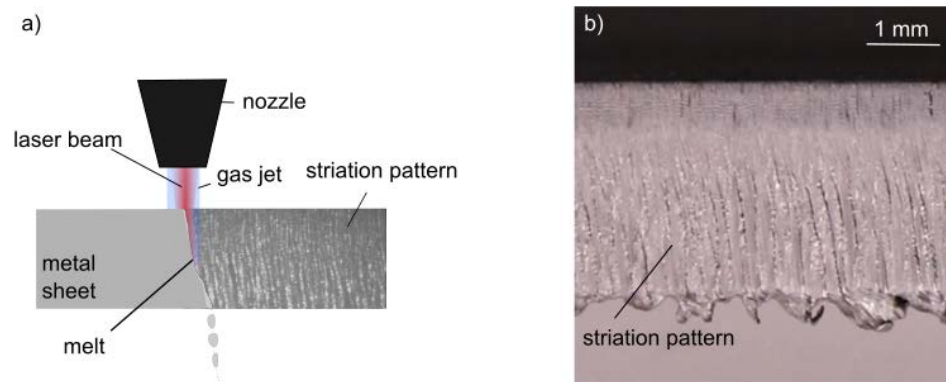 a)
nozzle
laser beam
gas jet
striation pattern
metal
sheet
melt
b)
1 mm
striation pattern